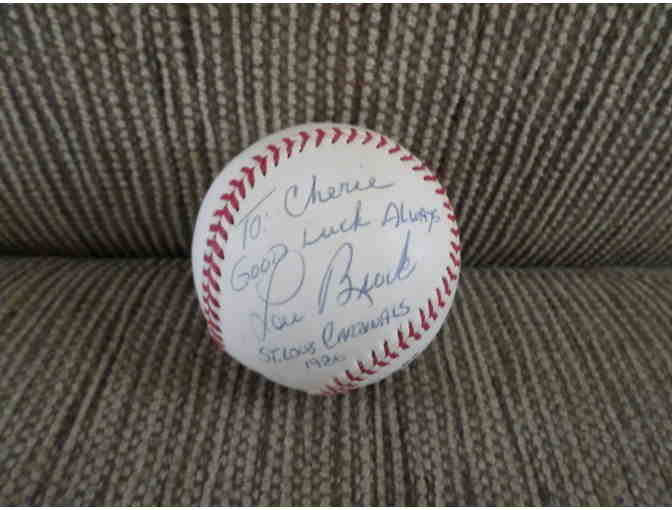 To: Cherie
Good Luck Always
Lou Brock
St. Louis Cardinals